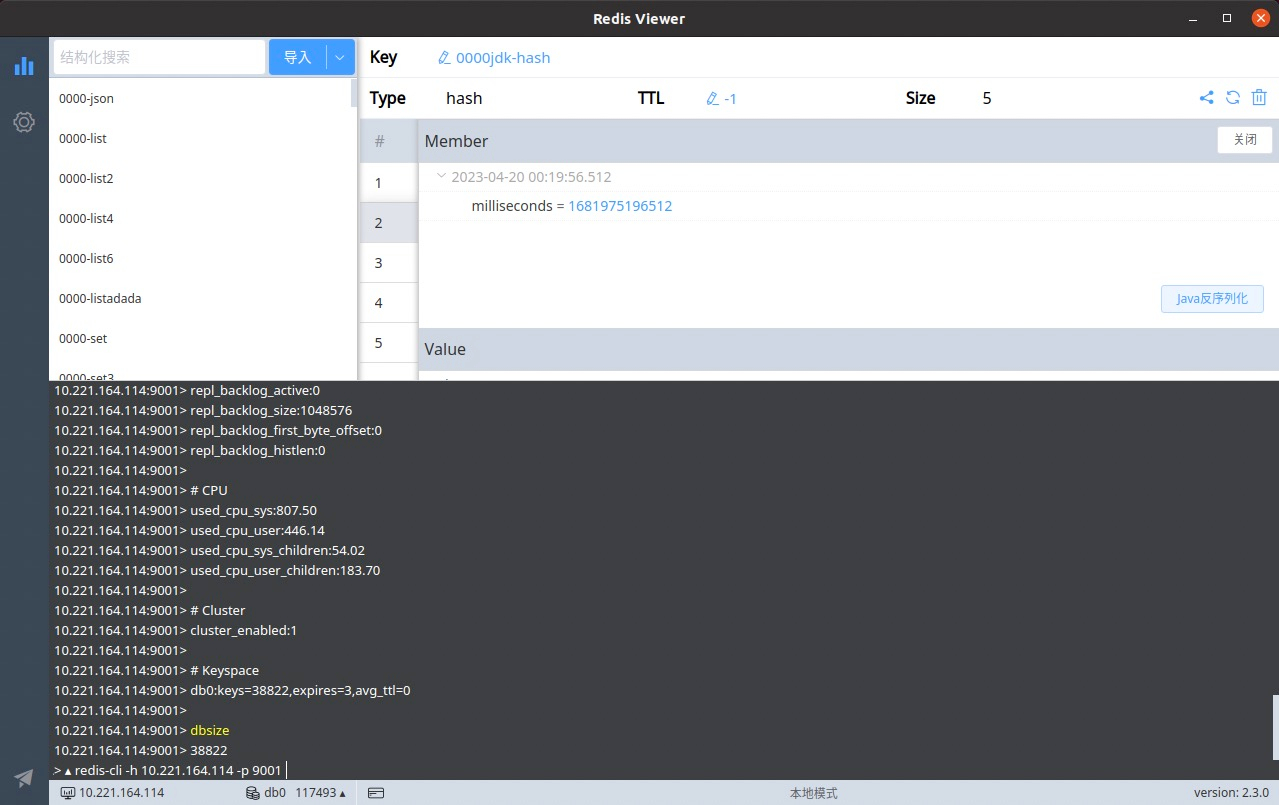 Redis Viewer
结构化搜索
导入
0000-json
0000-list
0000-list2
0000-list4
0000-list6
0000-listadada
0000-set
0000-set3
Key 0000jdk-hash
Type hash TTL -1 Size 5
# Member 关闭
1
2
3
4
5
2023-04-20 00:19:56.512
milliseconds = 1681975196512
Java反序列化
Value
10.221.164.114:9001> repl_backlog_active:0
10.221.164.114:9001> repl_backlog_size:1048576
10.221.164.114:9001> repl_backlog_first_byte_offset:0
10.221.164.114:9001> repl_backlog_histlen:0
10.221.164.114:9001>
10.221.164.114:9001> # CPU
10.221.164.114:9001> used_cpu_sys:807.50
10.221.164.114:9001> used_cpu_user:446.14
10.221.164.114:9001> used_cpu_sys_children:54.02
10.221.164.114:9001> used_cpu_user_children:183.70
10.221.164.114:9001>
10.221.164.114:9001> # Cluster
10.221.164.114:9001> cluster_enabled:1
10.221.164.114:9001>
10.221.164.114:9001> # Keyspace
10.221.164.114:9001> db0:keys=38822,expires=3,avg_ttl=0
10.221.164.114:9001>
10.221.164.114:9001> dbsize
10.221.164.114:9001> 38822
> ▴ redis-cli -h 10.221.164.114 -p 9001
10.221.164.114 db0 117493 ▴ 本地模式 version: 2.3.0